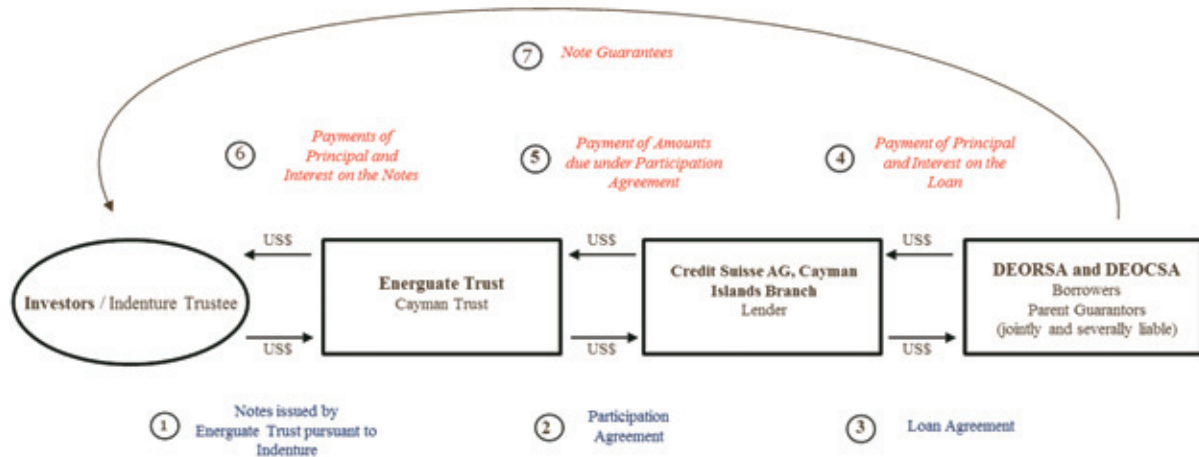 7 Note Guarantees
6 Payments of
Principal and
Interest on the Notes
5 Payment of Amounts
due under Participation
Agreement
4 Payment of Principal
and Interest on the
Loan
US$
US$
US$
Investors / Indenture Trustee
Energuate Trust
Cayman Trust
Credit Suisse AG, Cayman
Islands Branch
Lender
DEORSA and DEOCSA
Borrowers
Parent Guarantors
(jointly and severally liable)
US$
US$
US$
1 Notes issued by
Energuate Trust pursuant to
Indenture
2 Participation
Agreement
3 Loan Agreement